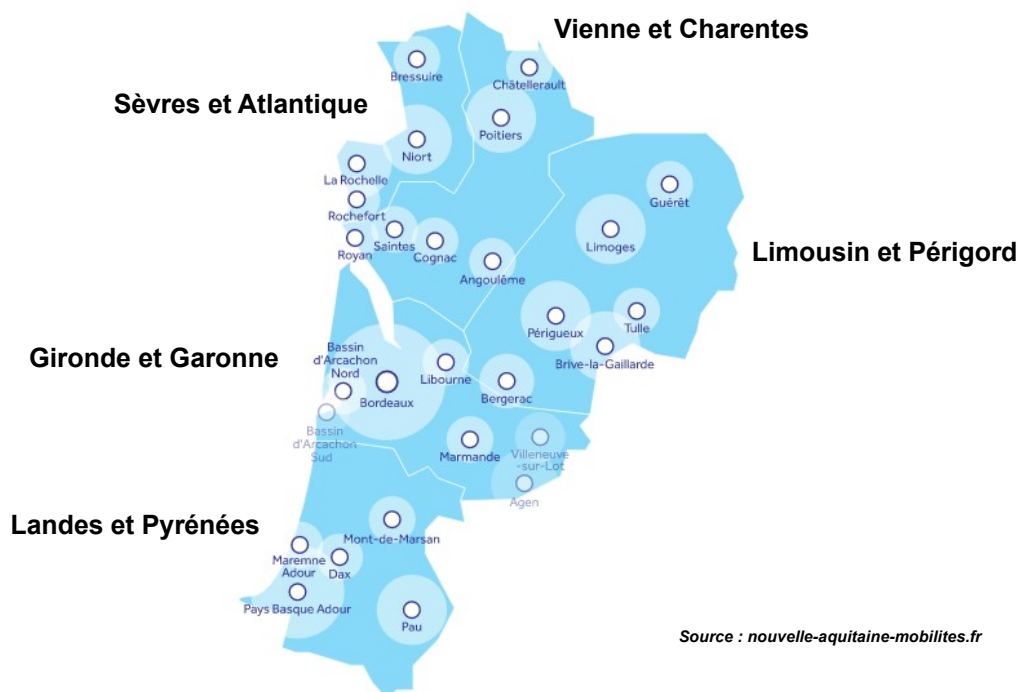 Vienne et Charentes
Bressuire
Châtellerault
Sèvres et Atlantique
Poitiers
Niort
La Rochelle
Guérêt
Rochefort
Saintes
Limoges
Royan
Cognac
Limousin et Périgord
Angoulême
Périgueux
Tulle
Gironde et Garonne
Bassin
d'Arcachon
Nord
Brive-la-Gaillarde
Libourne
Bordeaux
Bergerac
Bassin
d'Arcachon
Sud
Marmande
Villeneuve
-sur-Lot
Agen
Landes et Pyrénées
Mont-de-Marsan
Maremne
Adour
Dax
Pays Basque Adour
Pau
Source : nouvelle-aquitaine-mobilites.fr